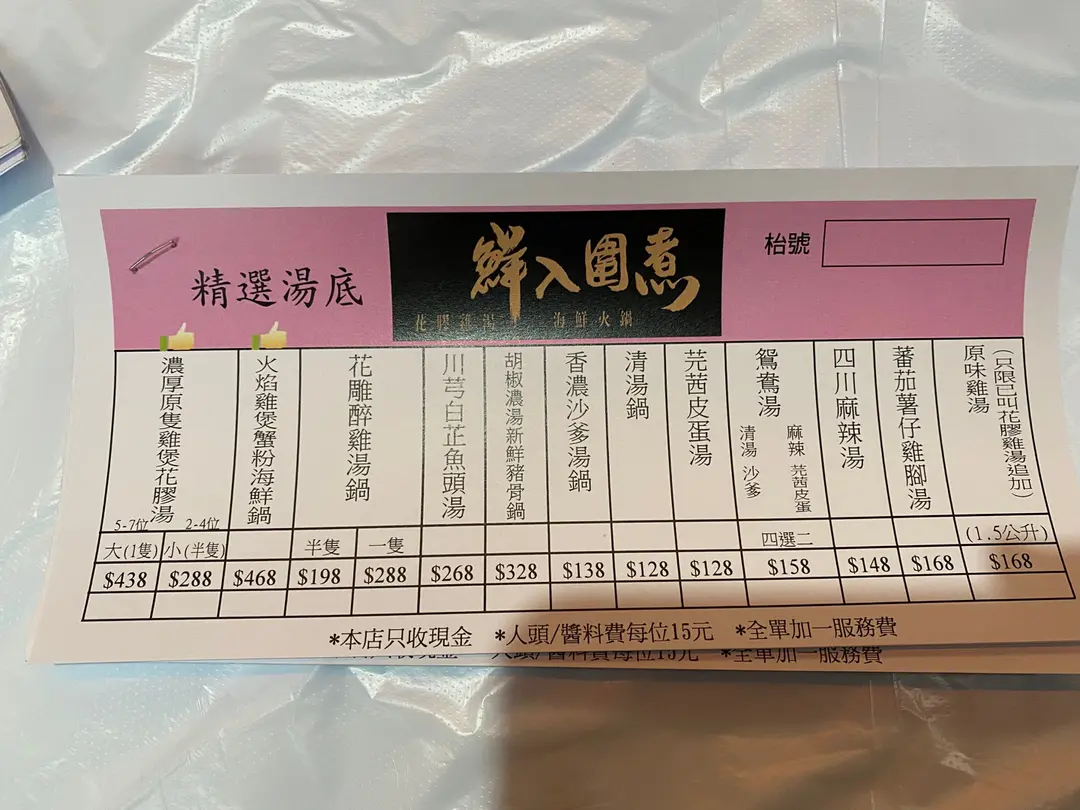 精選湯底
鮮入圍煮
海鮮火鍋
枱號
濃厚原隻雞煲花膠湯
5-7位 2-4位
大(1隻) 小(半隻)
$438 $288
火焰雞煲蟹粉海鮮鍋
$468
花雕醉雞湯鍋
半隻 一隻
$198 $288
川芎白芷魚頭湯
$268
胡椒濃湯新鮮豬骨鍋
$328
香濃沙爹湯鍋
$138
清湯鍋
$128
芫茜皮蛋湯
$128
鴛鴦湯
麻辣 芫茜皮蛋
清湯 沙爹
四選二
$158
四川麻辣湯
$148
蕃茄薯仔雞腳湯
$168
(只限已叫花膠雞湯追加)
原味雞湯
(1.5公升)
$168
*本店只收現金 *人頭/醬料費每位15元 *全單加一服務費
*全單加一服務費